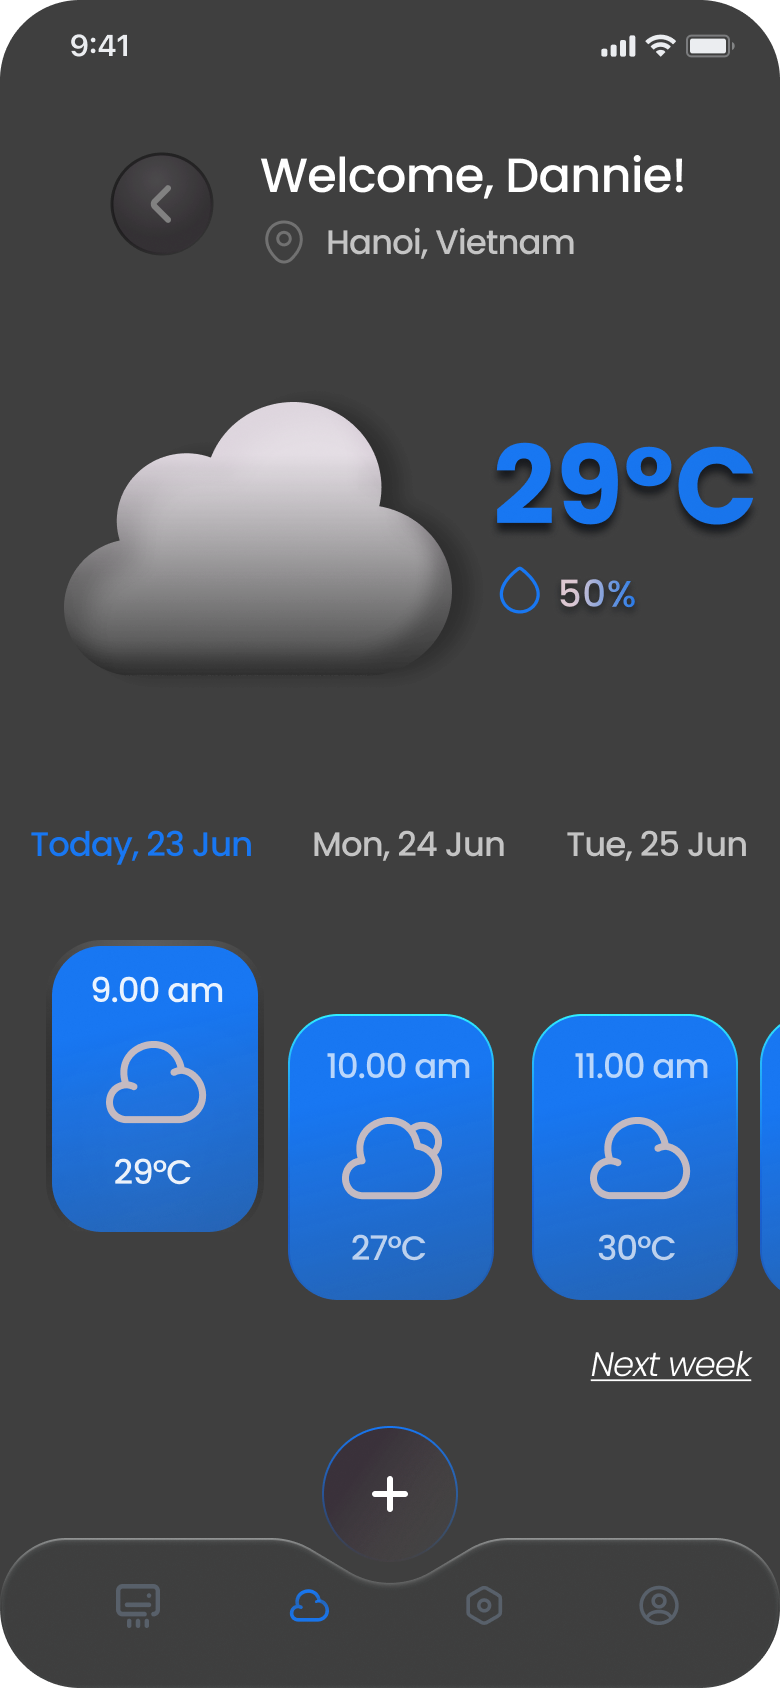 9:41
Welcome, Dannie!
Hanoi, Vietnam
29°C
50%
Today, 23 Jun
Mon, 24 Jun
Tue, 25 Jun
9.00 am
29°C
10.00 am
27°C
11.00 am
30°C
Next week